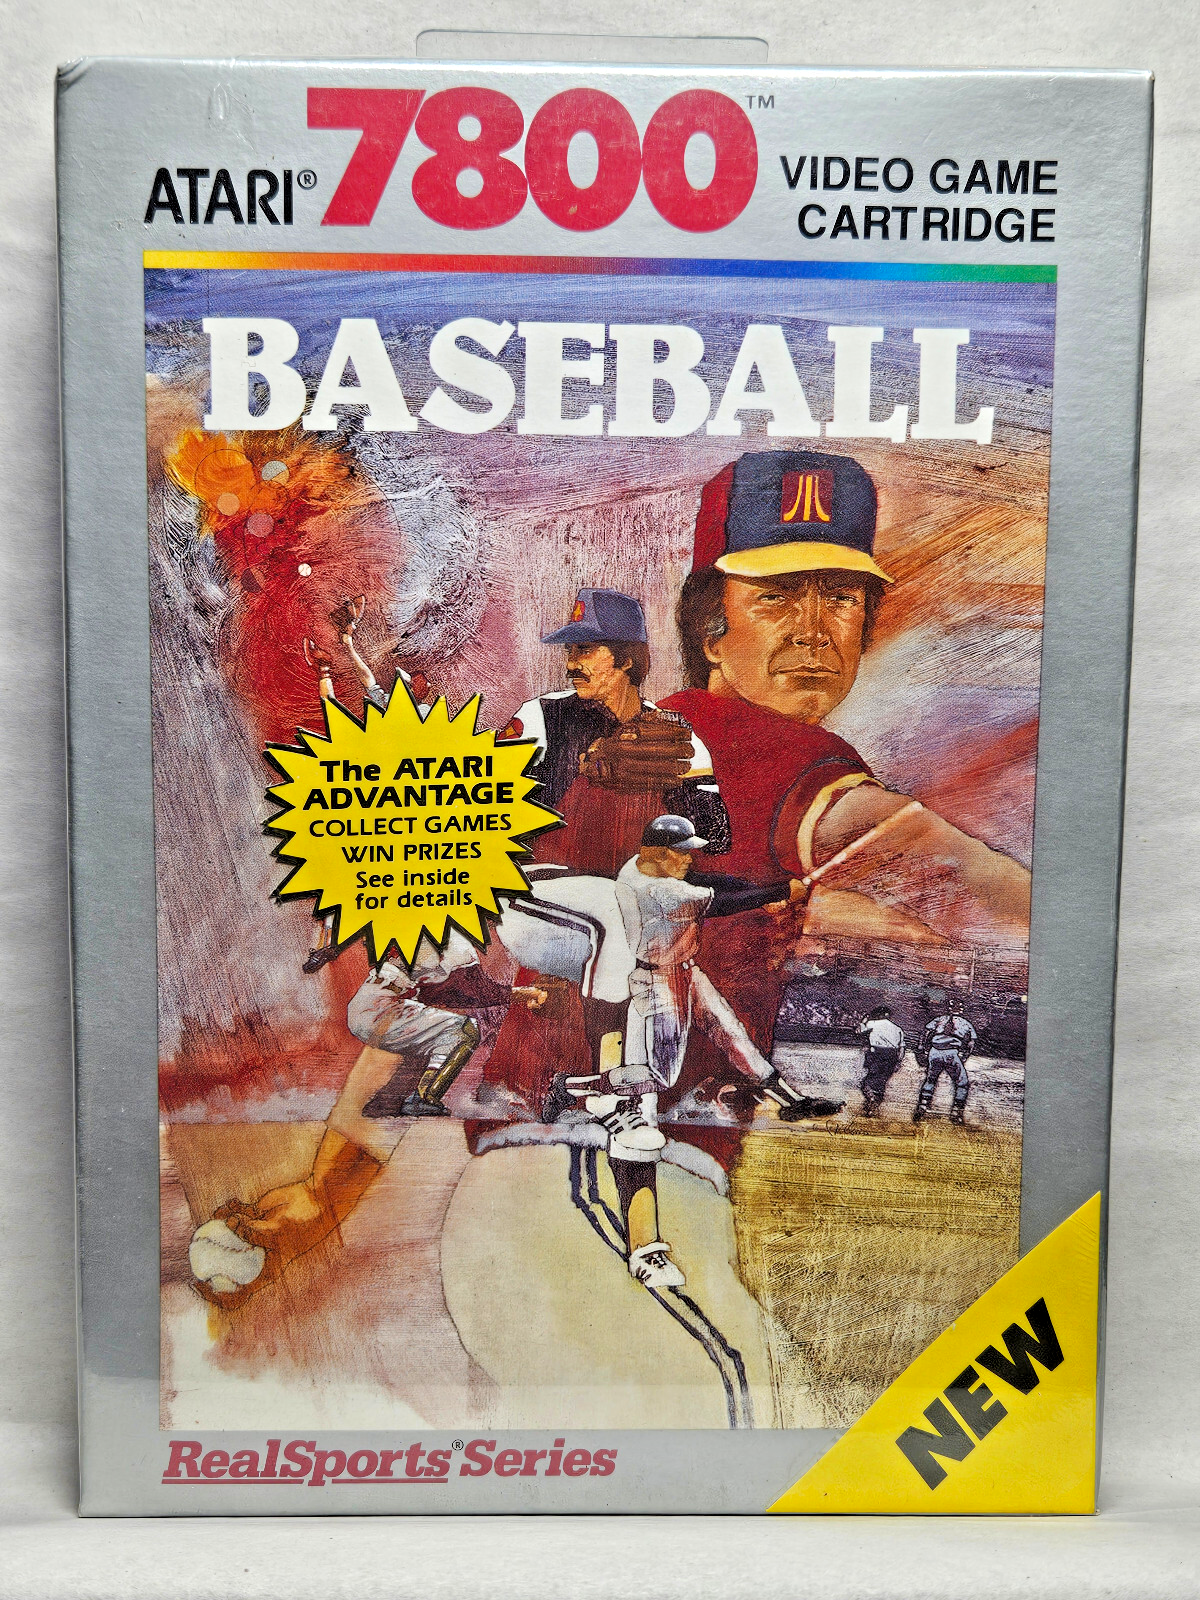 ATARI® 7800™ VIDEO GAME
CARTRIDGE
BASEBALL
The ATARI
ADVANTAGE
COLLECT GAMES
WIN PRIZES
See inside
for details
NEW
RealSports® Series